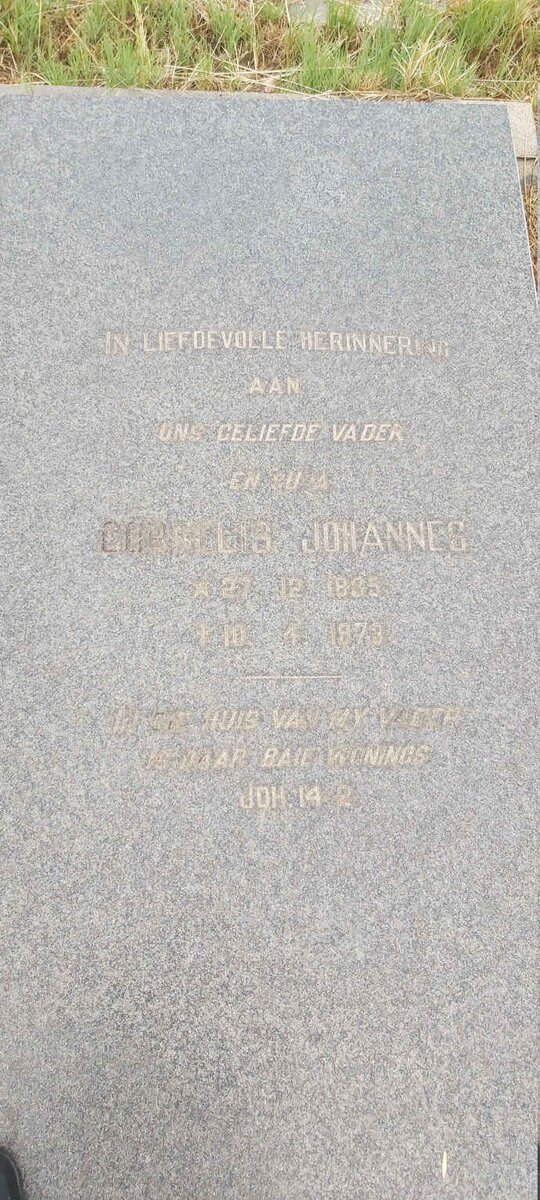 IN LIEFDEVOLLE HERINNERING
AAN
ONS GELIEFDE VADER
EN OUPA
CORNELIS JOHANNES
* 27 12 1895
† 10 4 1973
IN DIE HUIS VAN MY VADER
IS DAAR BAIE WONINGS
JOH. 14 2